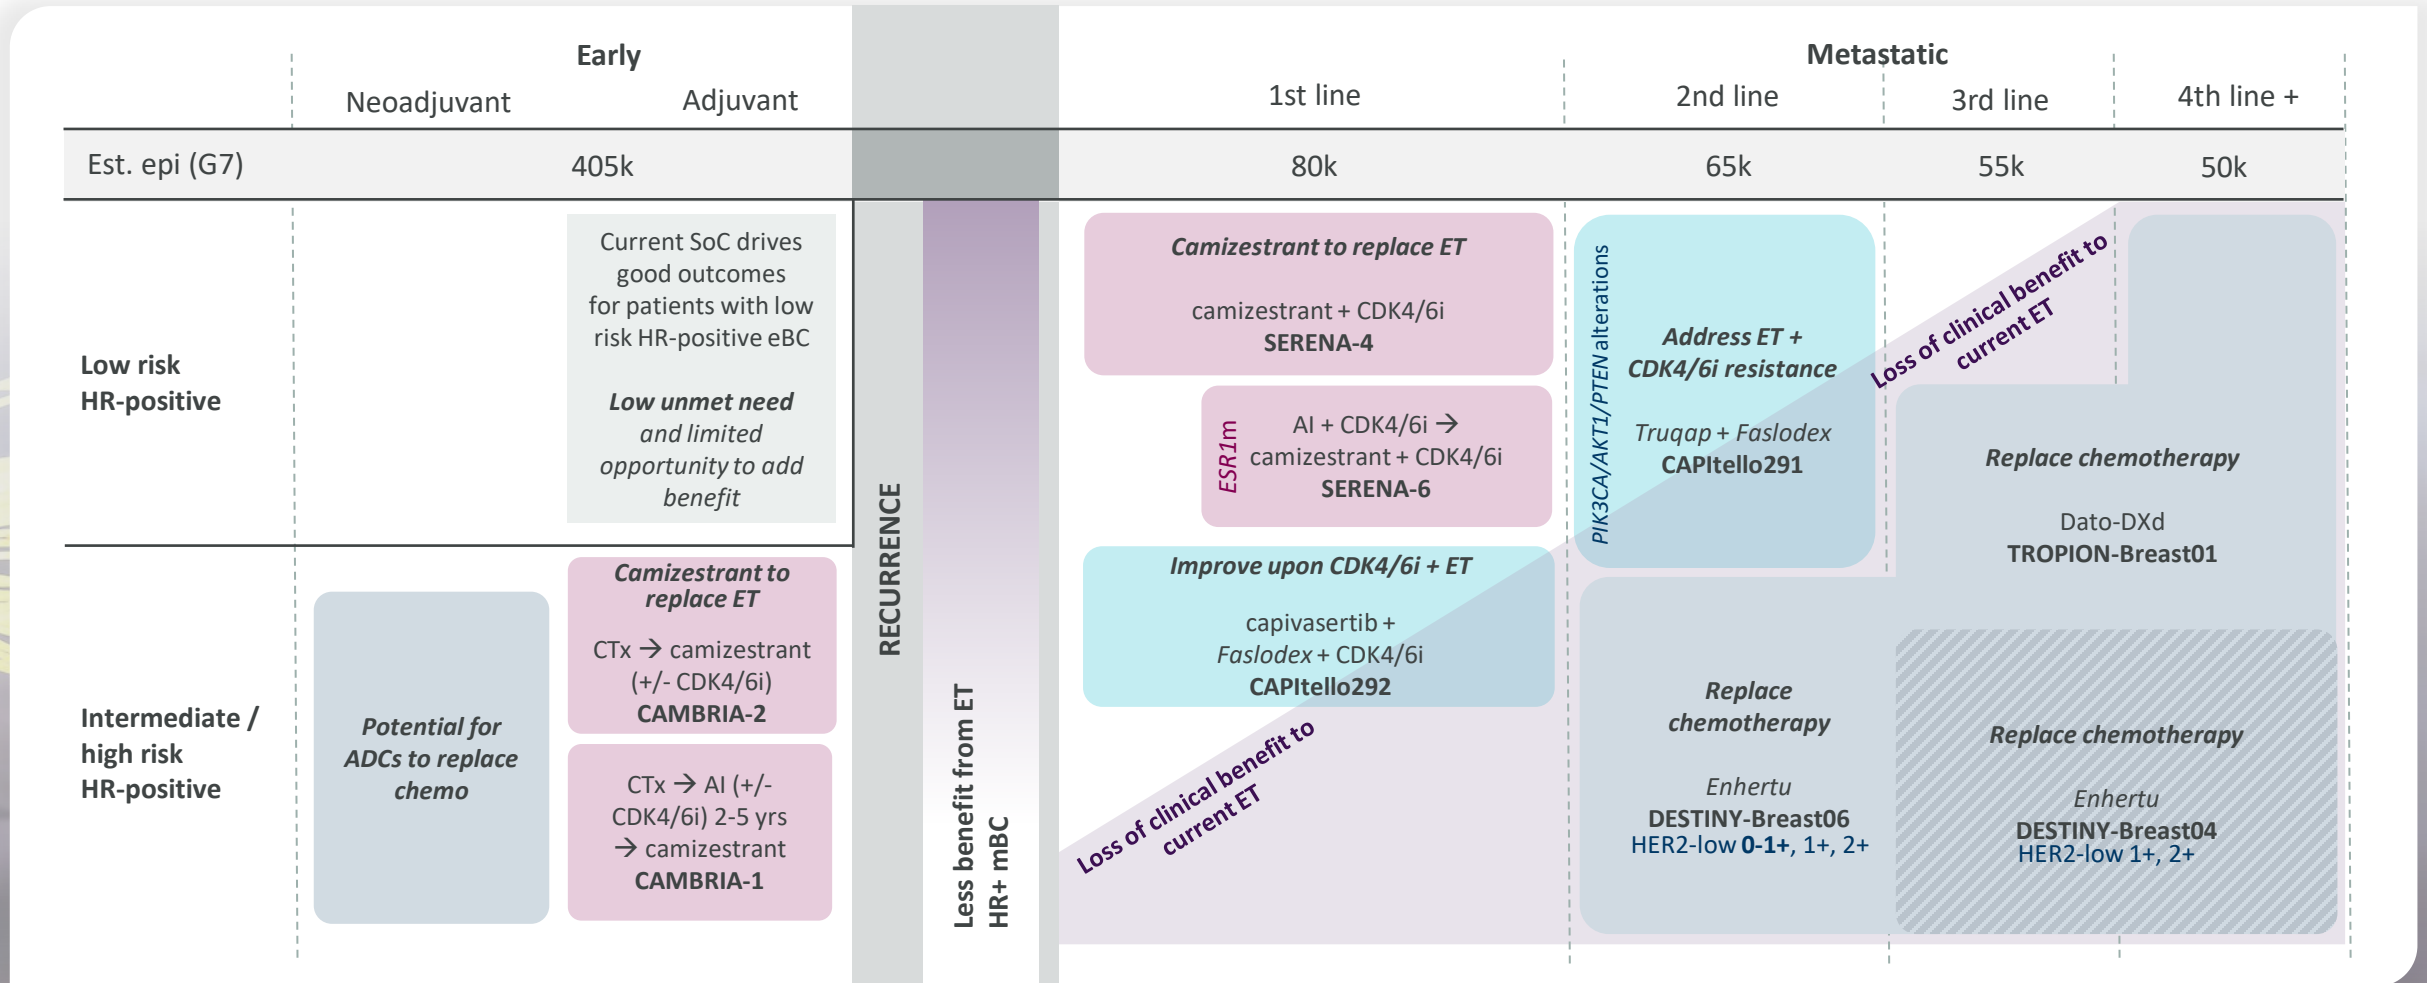 Early
Metastatic
Neoadjuvant
Adjuvant
1st line
2nd line
3rd line
4th line +
Est. epi (G7)
405k
80k
65k
55k
50k
Low risk
HR-positive
Current SoC drives
good outcomes
for patients with low
risk HR-positive eBC
Low unmet need
and limited
opportunity to add
benefit
Intermediate /
high risk
HR-positive
Potential for
ADCs to replace
chemo
Camizestrant to
replace ET
CTx → camizestrant
(+/- CDK4/6i)
CAMBRIA-2
CTx → AI (+/-
CDK4/6i) 2-5 yrs
→ camizestrant
CAMBRIA-1
RECURRENCE
Less benefit from ET
HR+ mBC
Camizestrant to replace ET
camizestrant + CDK4/6i
SERENA-4
ESR1m
AI + CDK4/6i →
camizestrant + CDK4/6i
SERENA-6
Improve upon CDK4/6i + ET
capivasertib +
Faslodex + CDK4/6i
CAPItello292
Loss of clinical benefit to
current ET
PIK3CA/AKT1/PTEN alterations
Address ET +
CDK4/6i resistance
Truqap + Faslodex
CAPItello291
Loss of clinical benefit to
current ET
Replace chemotherapy
Dato-DXd
TROPION-Breast01
Replace
chemotherapy
Enhertu
DESTINY-Breast06
HER2-low 0-1+, 1+, 2+
Replace chemotherapy
Enhertu
DESTINY-Breast04
HER2-low 1+, 2+